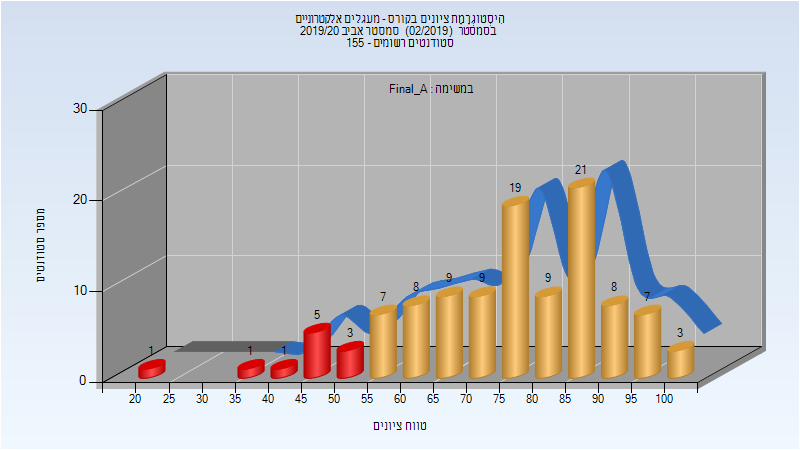 היסטוגרמת ציונים בקורס - מעגלים אלקטרוניים
בסמסטר (02/2019) סמסטר אביב 2019/20
סטודנטים רשומים - 155
במשימה : Final_A
מספר סטודנטים
30
20
10
0
1
1
1
5
3
7
8
9
9
19
9
21
8
7
3
20 25 30 35 40 45 50 55 60 65 70 75 80 85 90 95 100
טווח ציונים